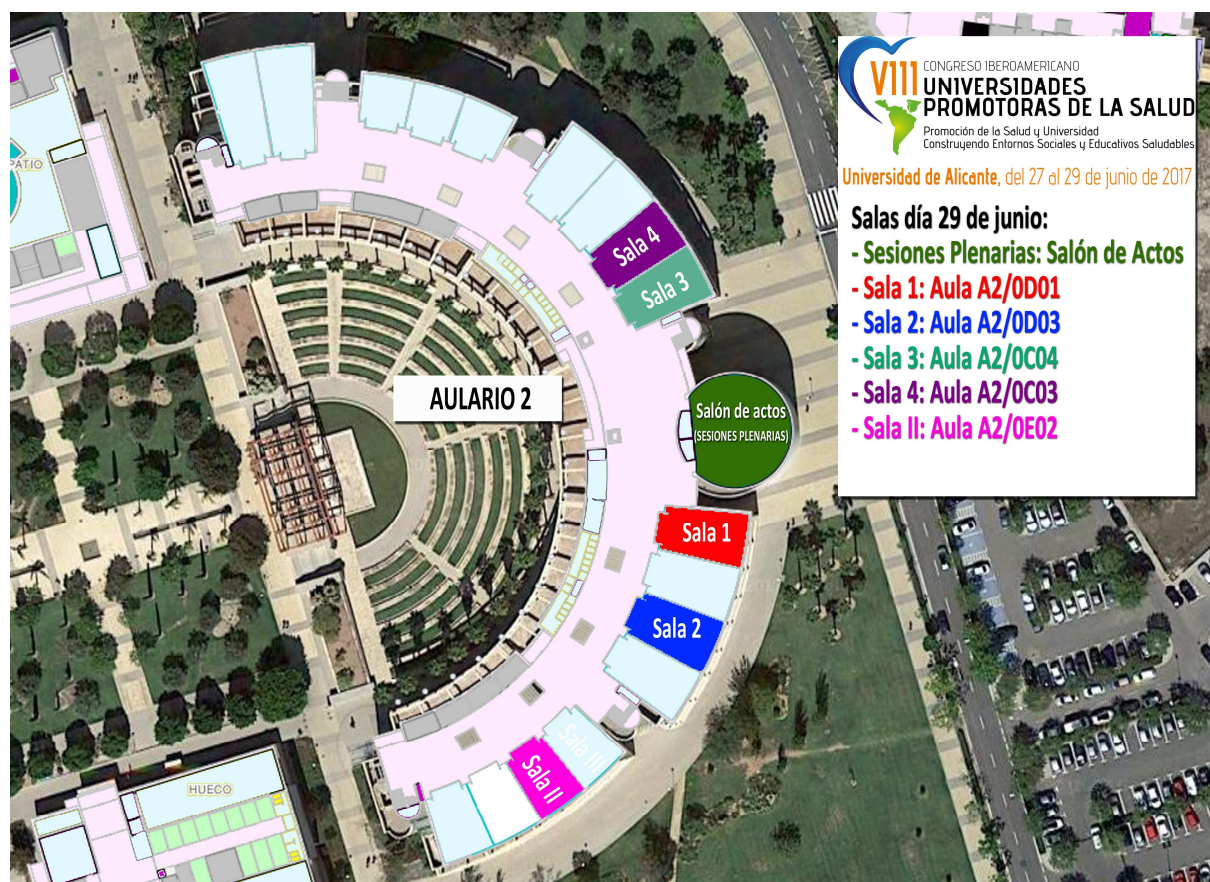 VIII
CONGRESO IBEROAMERICANO
UNIVERSIDADES
PROMOTORAS DE LA SALUD
Promoción de la Salud y Universidad
Construyendo Entornos Sociales y Educativos Saludables
Universidad de Alicante, del 27 al 29 de junio de 2017
Salas día 29 de junio:
- Sesiones Plenarias: Salón de Actos
- Sala 1: Aula A2/0D01
- Sala 2: Aula A2/0D03
- Sala 3: Aula A2/0C04
- Sala 4: Aula A2/0C03
- Sala II: Aula A2/0E02
PATIO
Sala 4
Sala 3
AULARIO 2
Salón de actos
(SESIONES PLENARIAS)
Sala 1
Sala 2
Sala III
Sala II
HUECO